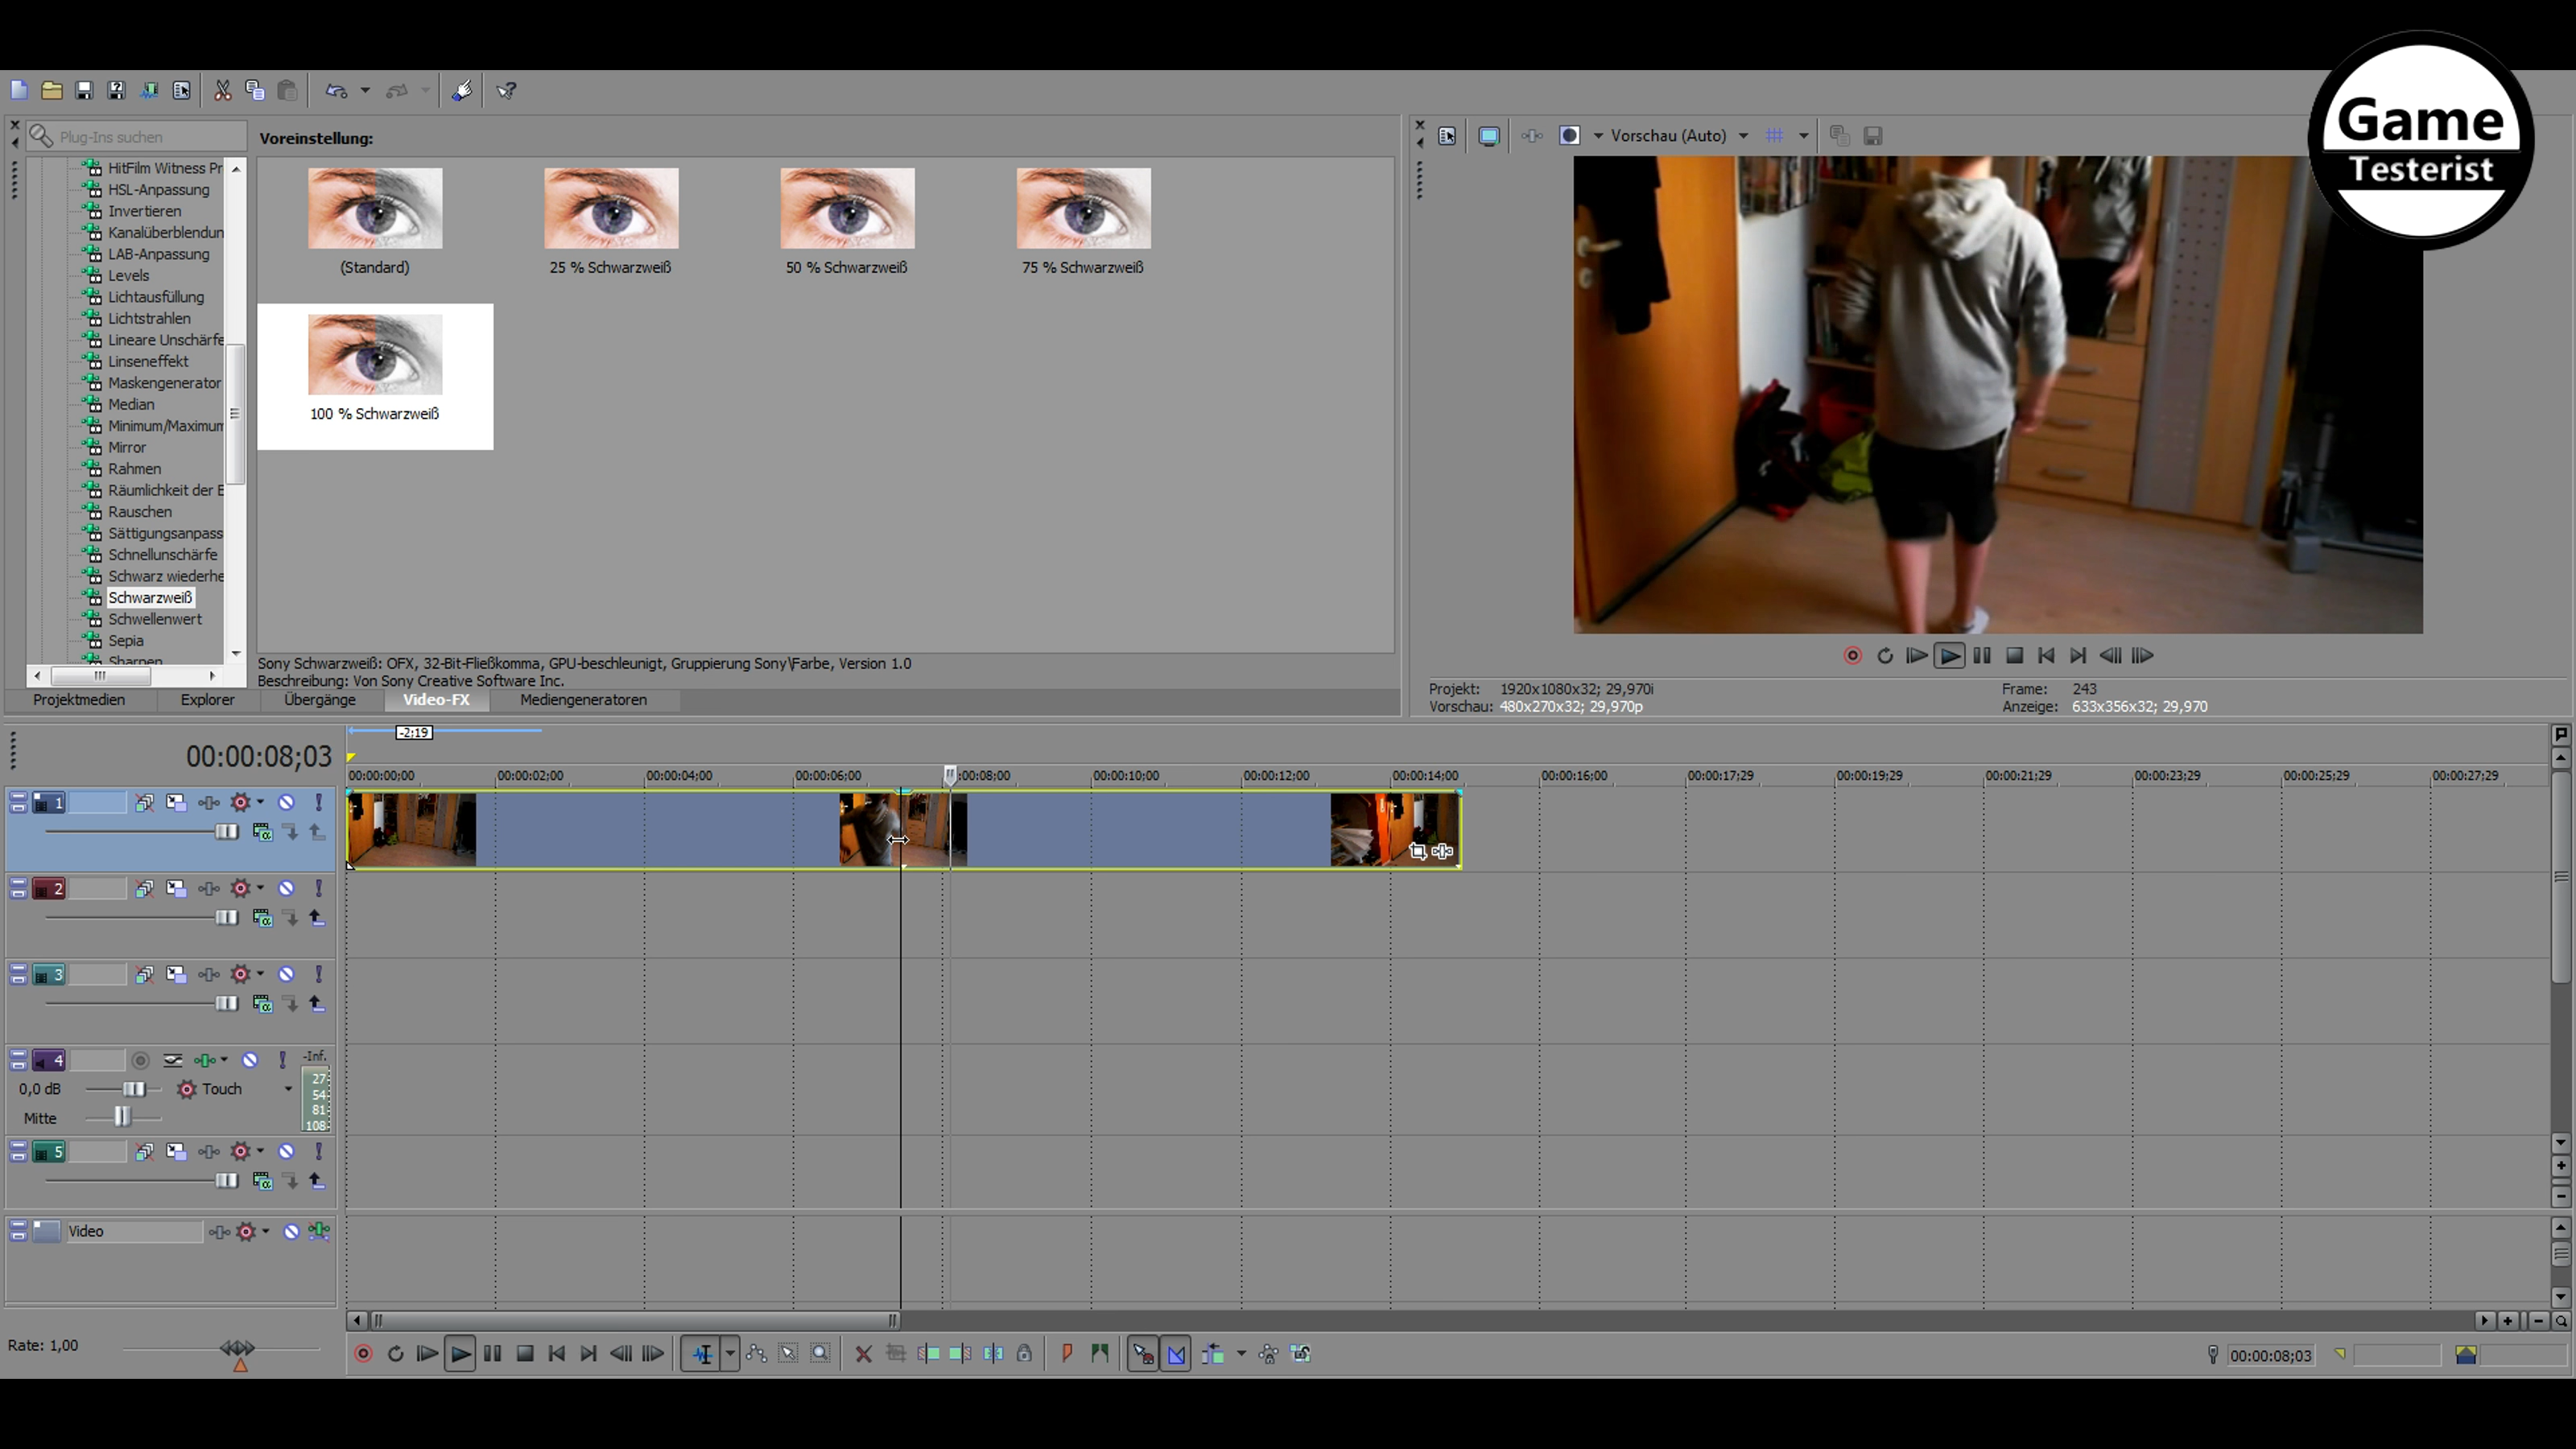 Game
Testerist
Plug-Ins suchen
Voreinstellung:
Vorschau (Auto)
HitFilm Witness Pr
HSL-Anpassung
Invertieren
Kanalüberblendun
LAB-Anpassung
Levels
Lichtausfüllung
Lichtstrahlen
Lineare Unschärfe
Linseneffekt
Maskengenerator
Median
Minimum/Maximum
Mirror
Rahmen
Räumlichkeit der E
Rauschen
Sättigungsanpass
Schnellunschärfe
Schwarz wiederhe
Schwarzweiß
Schwellenwert
Sepia
Sharpen
(Standard)
25 % Schwarzweiß
50 % Schwarzweiß
75 % Schwarzweiß
100 % Schwarzweiß
Sony Schwarzweiß: OFX, 32-Bit-Fließkomma, GPU-beschleunigt, Gruppierung Sony\Farbe, Version 1.0
Beschreibung: Von Sony Creative Software Inc.
Projektmedien Explorer Übergänge Video-FX Mediengeneratoren
Projekt: 1920x1080x32; 29,970i
Vorschau: 480x270x32; 29,970p
Frame: 243
Anzeige: 633x356x32; 29,970
-2;19
00:00:08;03
00:00:00;00 00:00:02;00 00:00:04;00 00:00:06;00 :00:08;00 00:00:10;00 00:00:12;00 00:00:14;00 00:00:16;00 00:00:17;29 00:00:19;29 00:00:21;29 00:00:23;29 00:00:25;29 00:00:27;29
1
2
3
4 -Inf.
0,0 dB Touch
Mitte
27
54
81
108
5
Video
Rate: 1,00
00:00:08;03